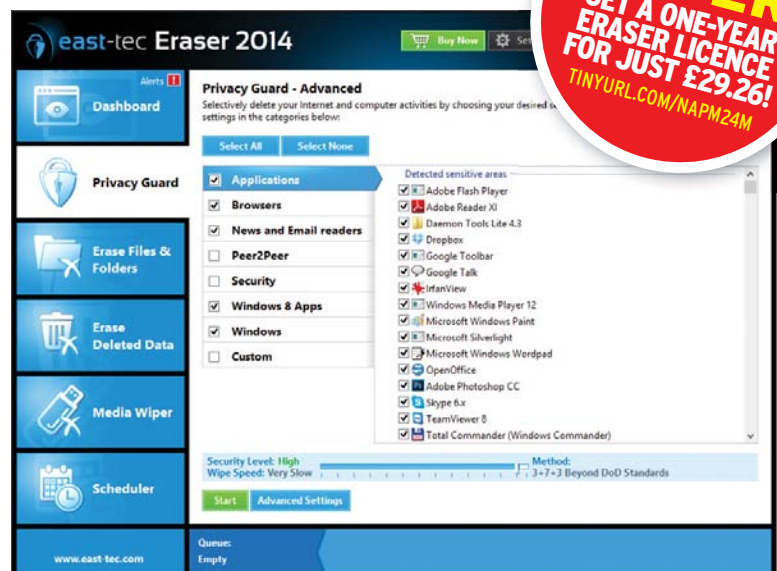 east-tec Eraser 2014
Buy Now
GET A ONE-YEAR
ERASER LICENCE
FOR JUST £29.26!
TINYURL.COM/NAPM24M
Alerts
Dashboard
Privacy Guard
Erase Files &
Folders
Erase
Deleted Data
Media Wiper
Scheduler
www.east-tec.com
Privacy Guard - Advanced
Selectively delete your Internet and computer activities by choosing your desired
settings in the categories below:
Select All
Select None
Applications
Browsers
News and Email readers
Peer2Peer
Security
Windows 8 Apps
Windows
Custom
Detected sensitive areas
Adobe Flash Player
Adobe Reader XI
Daemon Tools Lite 4.3
Dropbox
Google Toolbar
Google Talk
IrfanView
Windows Media Player 12
Microsoft Windows Paint
Microsoft Silverlight
Microsoft Windows Wordpad
OpenOffice
Adobe Photoshop CC
Skype 6.x
TeamViewer 8
Total Commander (Windows Commander)
Security Level: High
Wipe Speed: Very Slow
Method:
3+7+3 Beyond DoD Standards
Start
Advanced Settings
Queue:
Empty